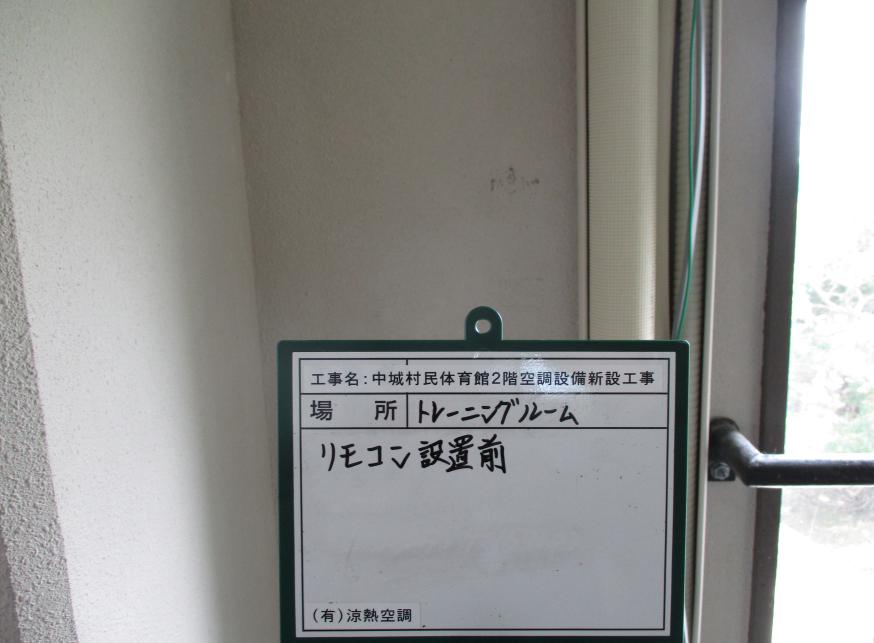 工事名:中城村民体育館2階空調設備新設工事
場所 トレーニングルーム
リモコン設置前
(有)涼熱空調